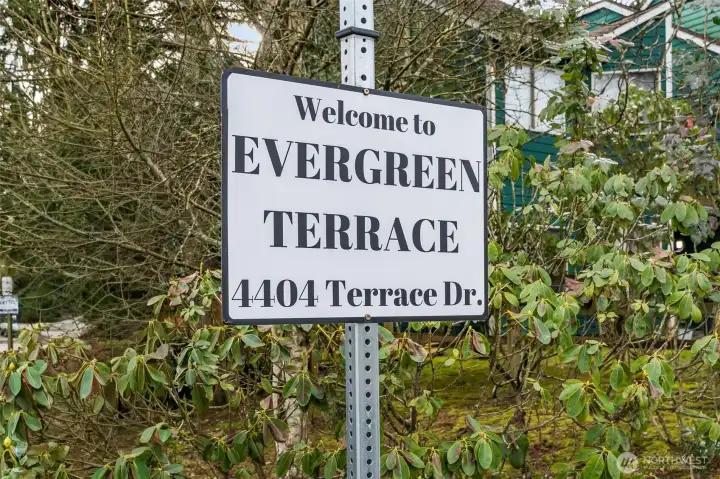 Welcome to
EVERGREEN
TERRACE
4404 Terrace Dr.
NORTHWEST